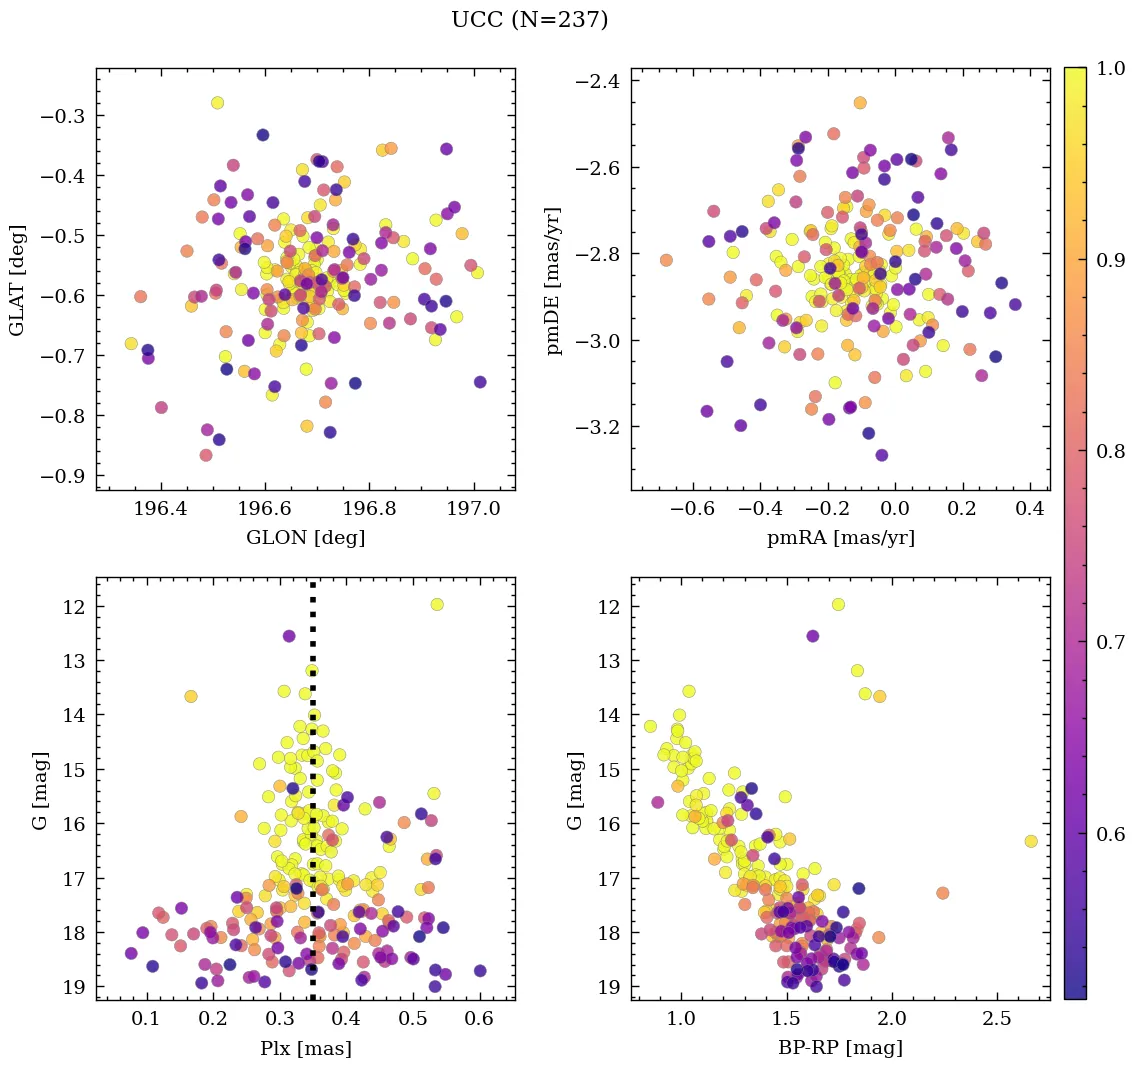 UCC (N=237)
−0.3
−0.4
−0.5
−0.6
−0.7
−0.8
−0.9
GLAT [deg]
196.4 196.6 196.8 197.0
GLON [deg]
−2.4
−2.6
−2.8
−3.0
−3.2
pmDE [mas/yr]
−0.6 −0.4 −0.2 0.0 0.2 0.4
pmRA [mas/yr]
12
13
14
15
16
17
18
19
G [mag]
0.1 0.2 0.3 0.4 0.5 0.6
Plx [mas]
12
13
14
15
16
17
18
19
G [mag]
1.0 1.5 2.0 2.5
BP-RP [mag]
1.0
0.9
0.8
0.7
0.6